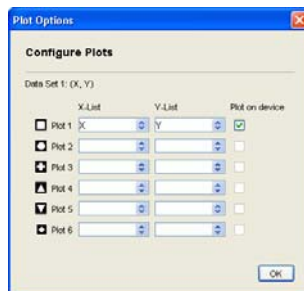 Plot Options
Configure Plots
Data Set 1: (X, Y)
X-List Y-List Plot on device
Plot 1 X Y
Plot 2
Plot 3
Plot 4
Plot 5
Plot 6
OK